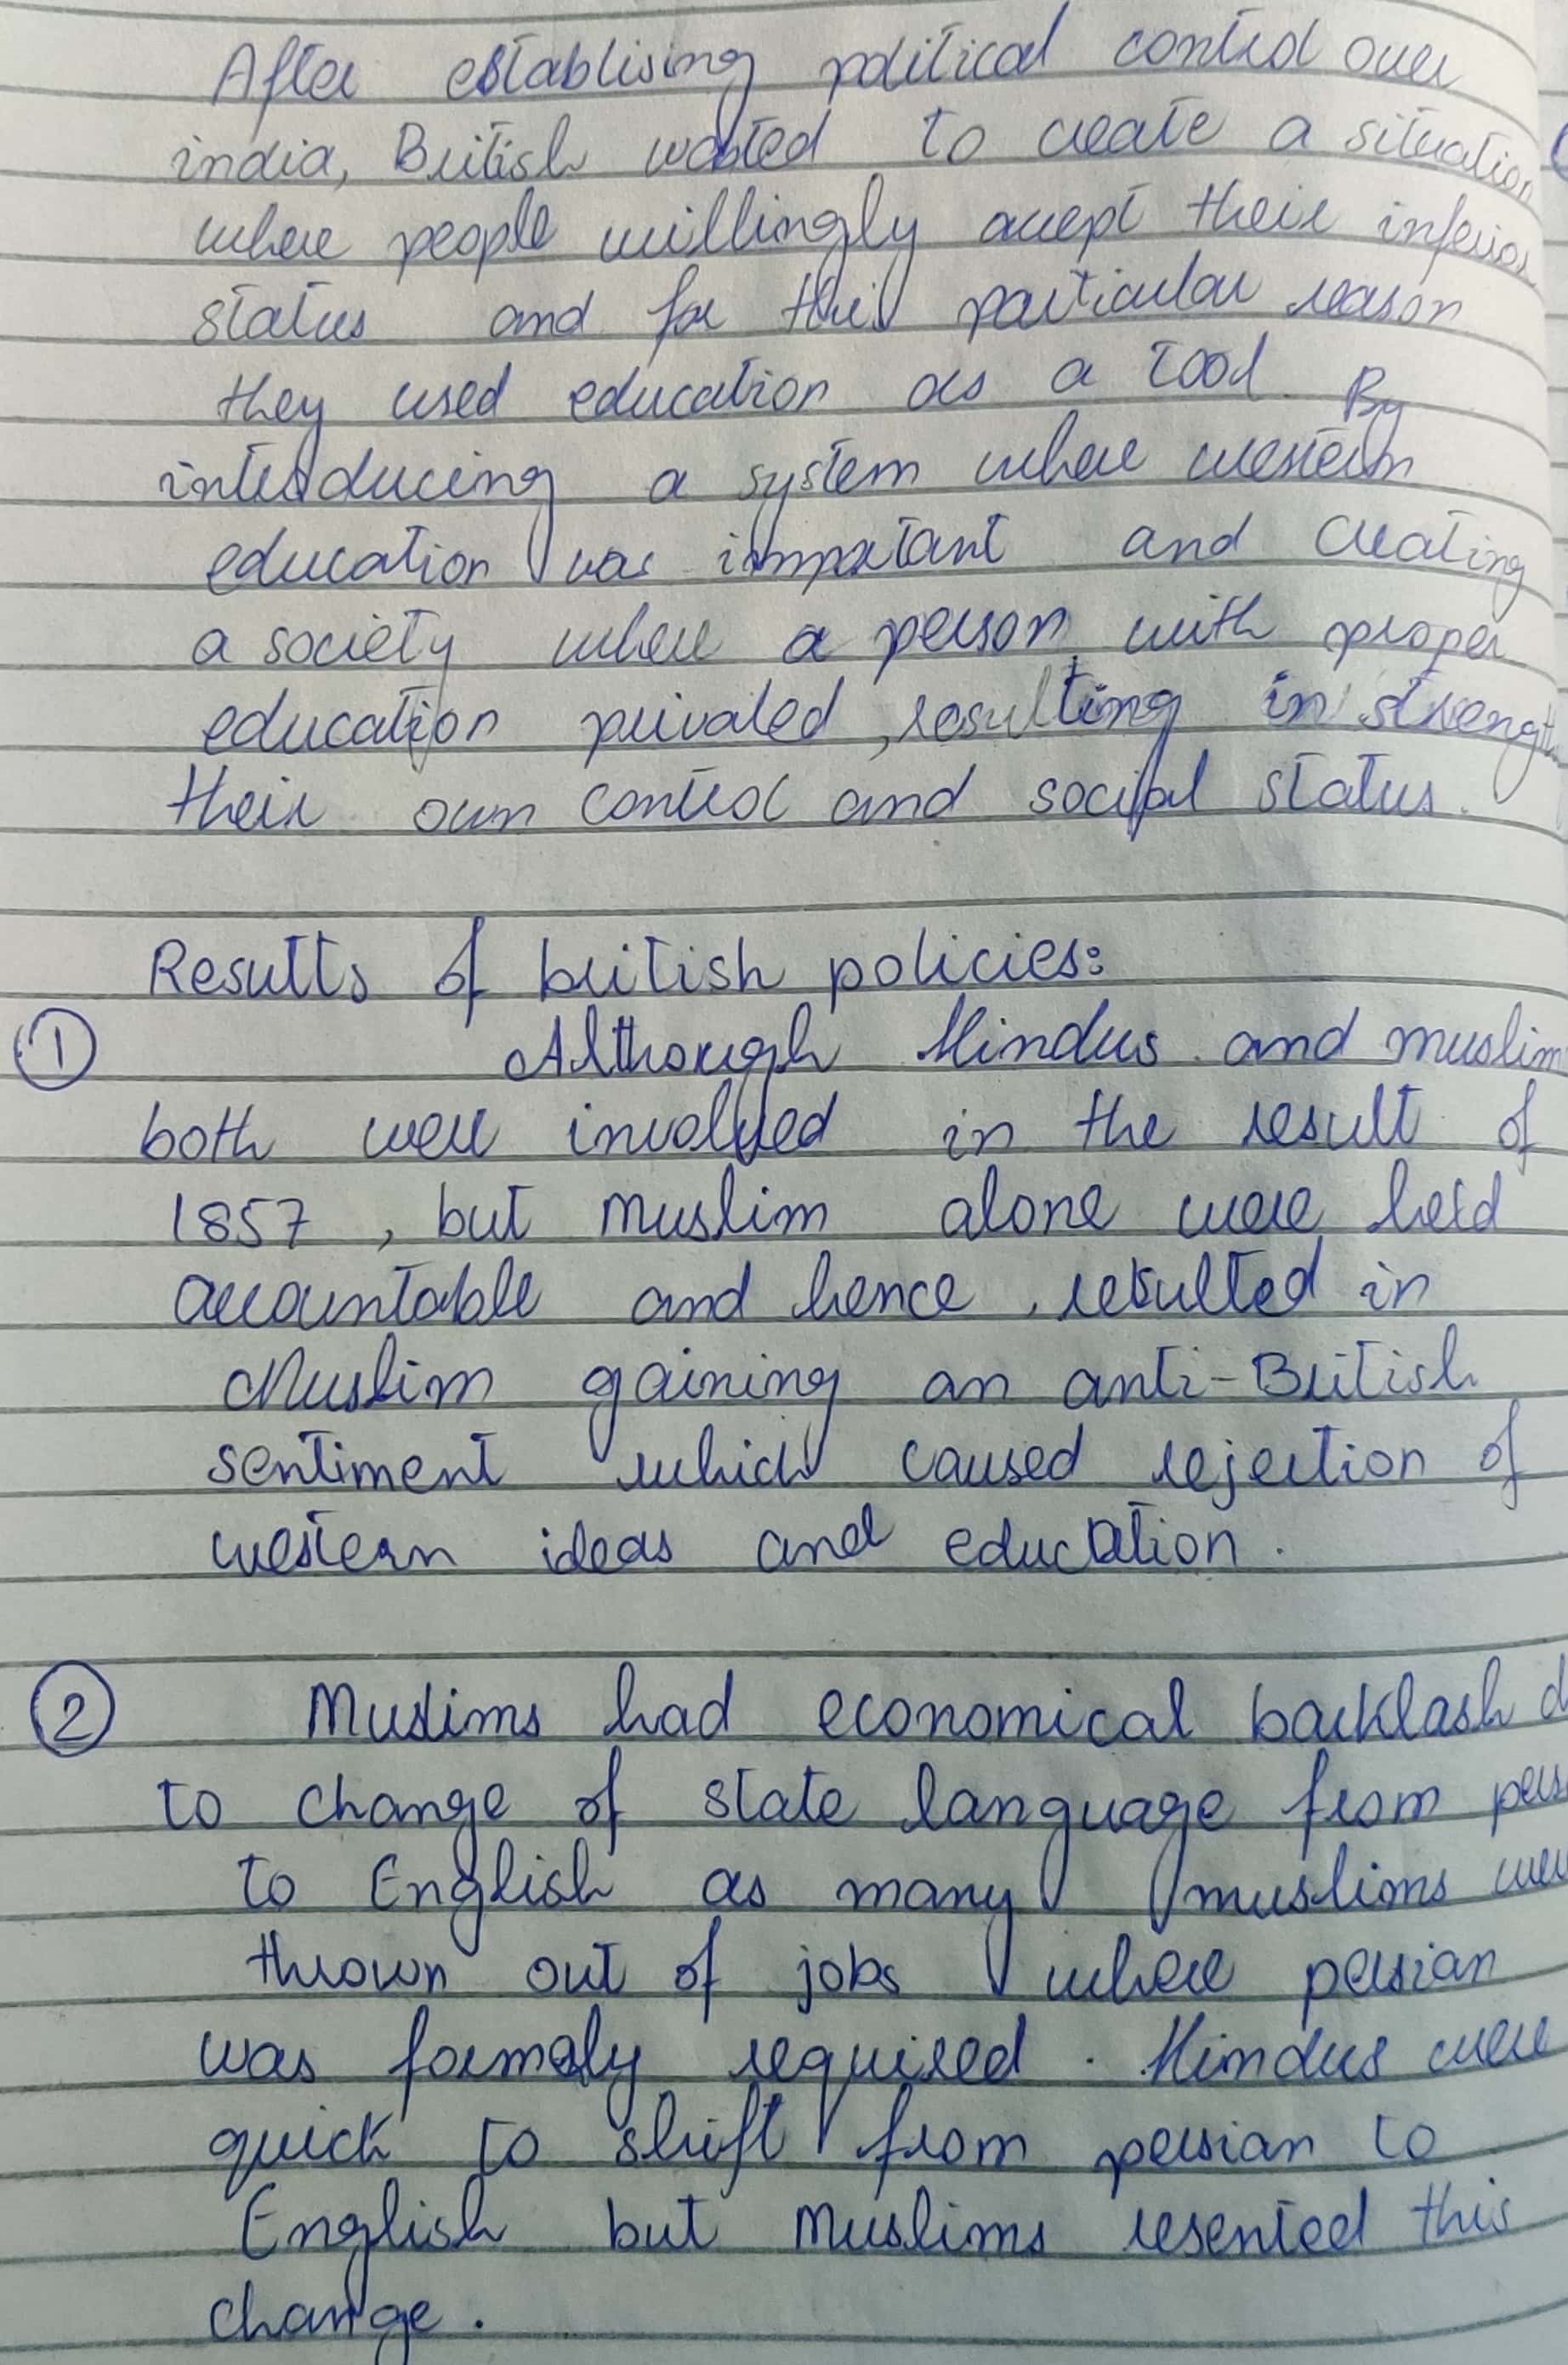 After establising political control over
india, British wanted to create a situation
where people willingly accept their inferior
status and for this particular reason
they used education as a tool. By
introducing a system where western
education was important and creating
a society where a person with proper
education privaled, resulting in strength
their own control and social status.
Results of british policies:
① Although Hindus and muslim
both were involved in the result of
1857, but Muslim alone were held
accountable and hence, resulted in
Muslim gaining an anti-British
sentiment which caused rejection of
western ideas and education.
② Muslims had economical backlash d
to change of state language from pers
to English as many muslims were
thrown out of jobs where persian
was formaly required. Hindus were
quick to shift from persian to
English but Muslims resented this
change.